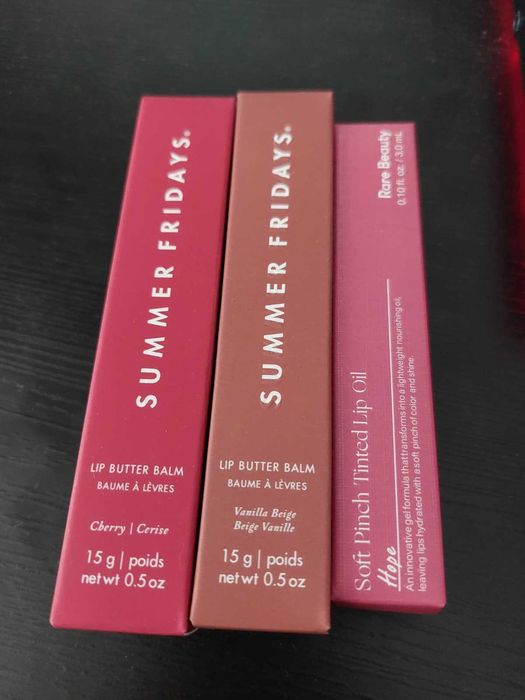 SUMMER FRIDAYS®
LIP BUTTER BALM
BAUME À LÈVRES
Cherry | Cerise
15 g | poids
net wt 0.5 oz
SUMMER FRIDAYS®
LIP BUTTER BALM
BAUME À LÈVRES
Vanilla Beige
Beige Vanille
15 g | poids
net wt 0.5 oz
Rare Beauty
0.10 fl. oz. / 3.0 mL
Soft Pinch Tinted Lip Oil
Hope
An innovative gel formula that transforms into a lightweight nourishing oil,
leaving lips hydrated with a soft pinch of color and shine.